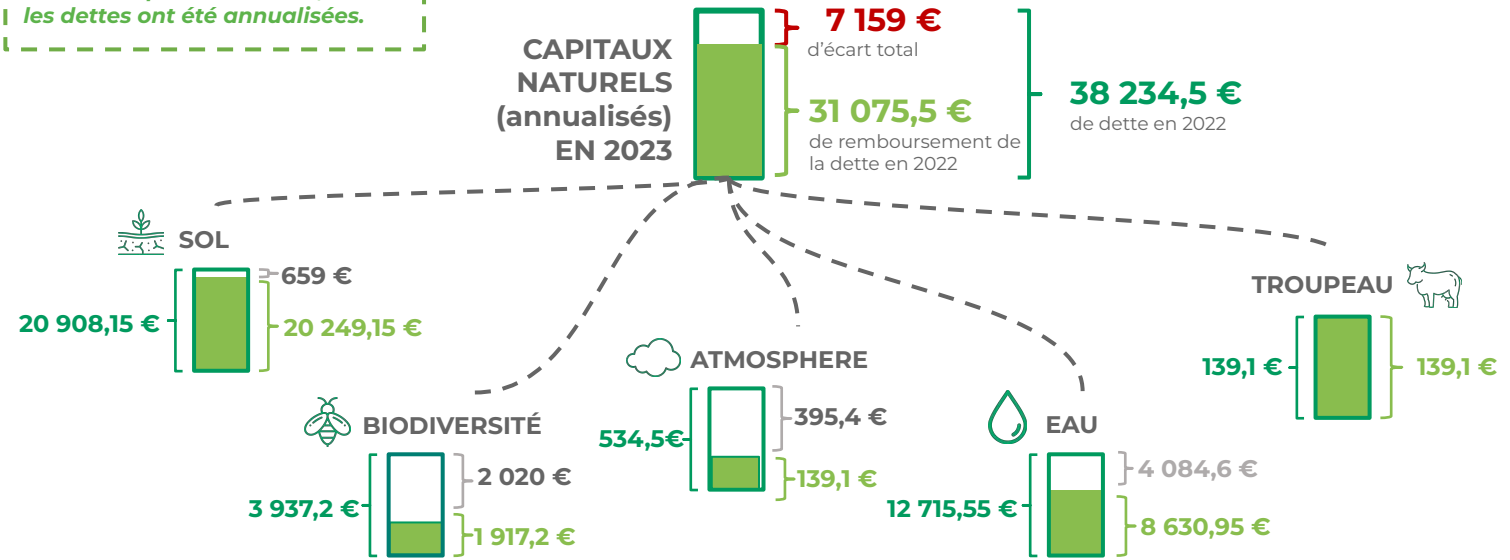 les dettes ont été annualisées.
CAPITAUX
NATURELS
(annualisés)
EN 2023
7 159 €
d'écart total
31 075,5 €
de remboursement de
la dette en 2022
38 234,5 €
de dette en 2022
SOL
659 €
20 908,15 €
20 249,15 €
BIODIVERSITÉ
2 020 €
3 937,2 €
1 917,2 €
ATMOSPHERE
395,4 €
534,5€
139,1 €
EAU
4 084,6 €
12 715,55 €
8 630,95 €
TROUPEAU
139,1 €
139,1 €